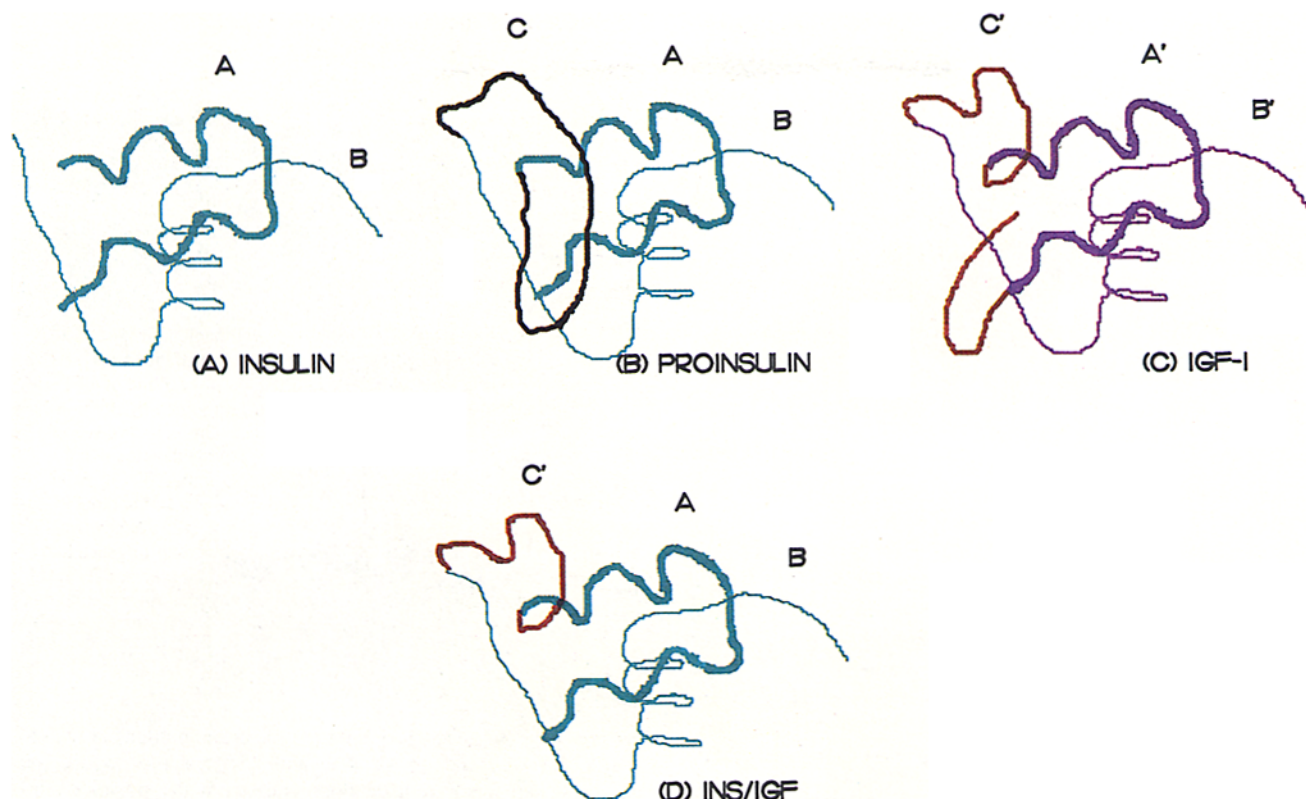 A
B
(A) INSULIN
C
A
B
(B) PROINSULIN
C'
A'
B'
(C) IGF-I
C'
A
B
(D) INS/IGF